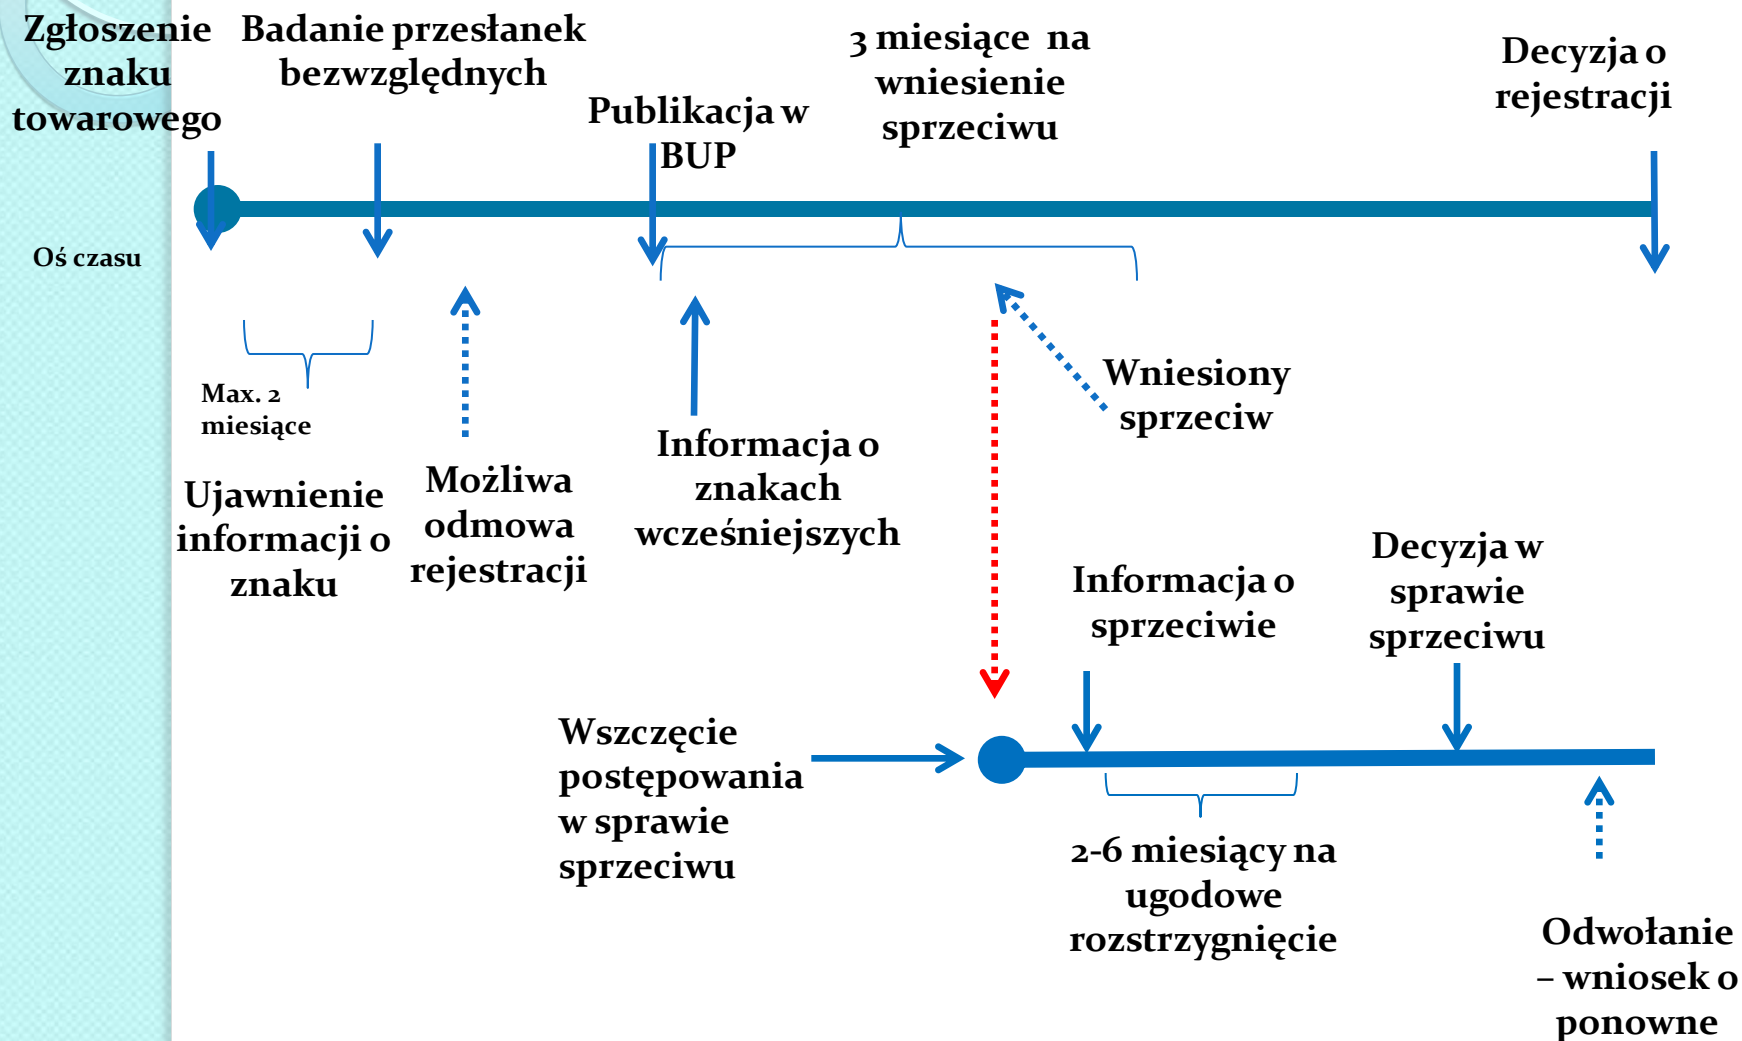 Zgłoszenie
znaku
towarowego
Badanie przesłanek
bezwzględnych
Publikacja w
BUP
3 miesiące na
wniesienie
sprzeciwu
Decyzja o
rejestracji
Oś czasu
Max. 2
miesiące
Ujawnienie
informacji o
znaku
Możliwa
odmowa
rejestracji
Informacja o
znakach
wcześniejszych
Wniesiony
sprzeciw
Informacja o
sprzeciwie
Decyzja w
sprawie
sprzeciwu
Wszczęcie
postępowania
w sprawie
sprzeciwu
2-6 miesiący na
ugodowe
rozstrzygnięcie
Odwołanie
– wniosek o
ponowne